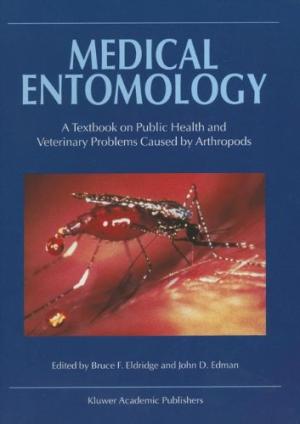 MEDICAL
ENTOMOLOGY
A Textbook on Public Health and
Veterinary Problems Caused by Arthropods
Edited by Bruce F. Eldridge and John D. Edman
Kluwer Academic Publishers